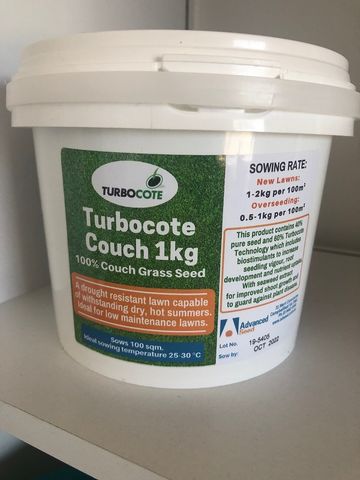 TURBOCOTE
Turbocote
Couch 1kg
100% Couch Grass Seed
A drought resistant lawn capable
of withstanding dry, hot summers.
Ideal for low maintenance lawns.
Sows 100 sqm.
Ideal sowing temperature 25-30°C
SOWING RATE:
New Lawns:
1-2kg per 100m²
Overseeding:
0.5-1kg per 100m²
This product contains 40%
pure seed and 60% Turbocote
Technology which includes
biostimulants to increase
seedling vigour, root
development and nutrient uptake.
With seaweed extract
for improved shoot growth and
to guard against plant disease.
Advanced
Seed
Lot No. 19-5405
Sow by: OCT 2022